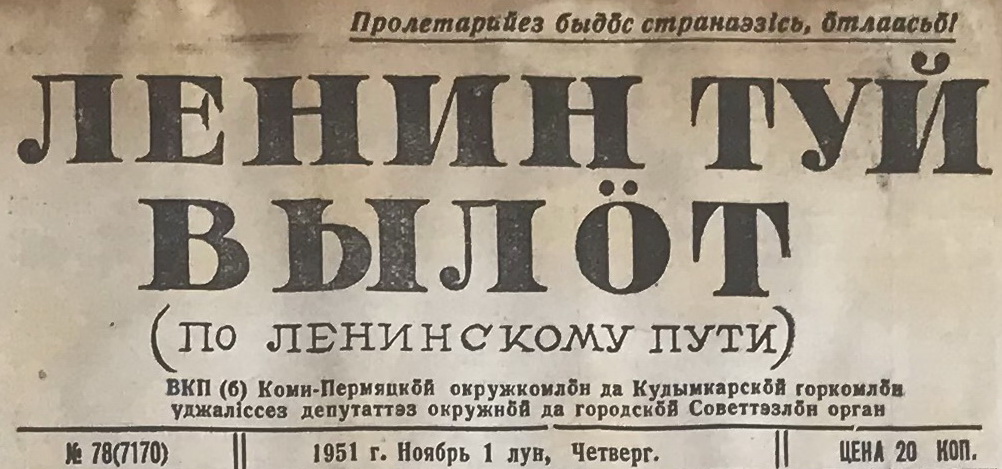 Пролетарийез быдӧс странаэзісь, ӧтлаасьӧ!
ЛЕНИН ТУЙ
ВЫЛӦТ
(ПО ЛЕНИНСКОМУ ПУТИ)
ВКП (б) Коми-Пермяцкӧй окружкомлӧн да Кудымкарскӧй горкомлӧн
уджаліссез депутаттэз окружнӧй да городскӧй Советтэзлӧн орган
№ 78(7170)
1951 г. Ноябрь 1 лун, Четверг.
ЦЕНА 20 КОП.